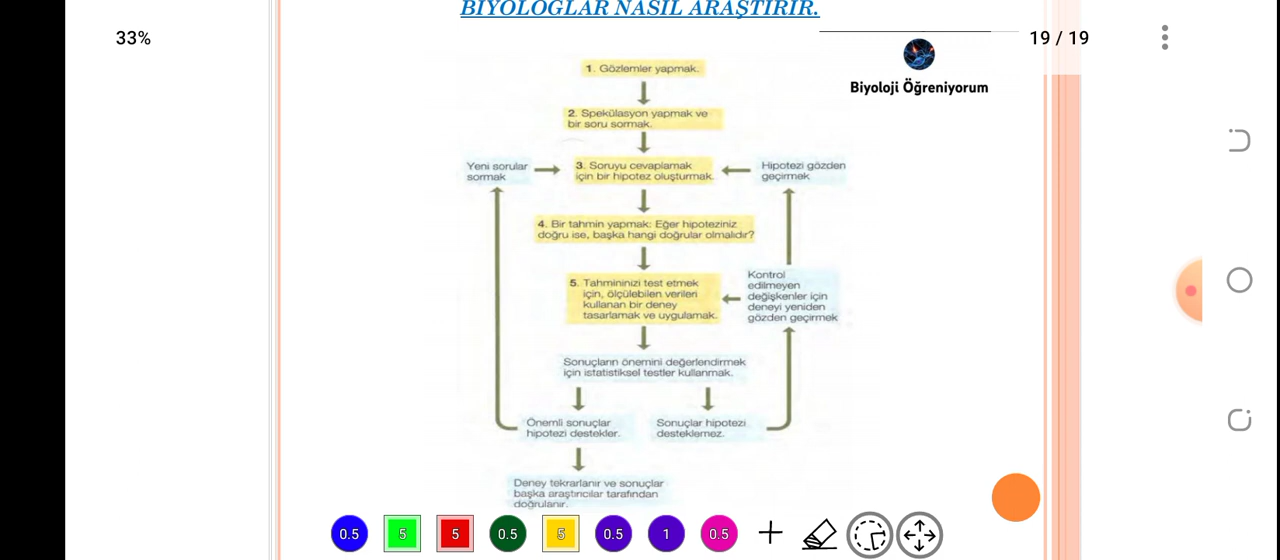 BİYOLOGLAR NASIL ARAŞTIRIR.
33%
19 / 19
Biyoloji Öğreniyorum
1. Gözlemler yapmak.
2. Spekülasyon yapmak ve
bir soru sormak.
Yeni sorular
sormak
3. Soruyu cevaplamak
için bir hipotez oluşturmak.
Hipotezi gözden
geçirmek
4. Bir tahmin yapmak: Eğer hipoteziniz
doğru ise, başka hangi doğrular olmalıdır?
5. Tahmininizi test etmek
için, ölçülebilen verileri
kullanan bir deney
tasarlamak ve uygulamak.
Kontrol
edilmeyen
değişkenler için
deneyi yeniden
gözden geçirmek
Sonuçların önemini değerlendirmek
için istatistiksel testler kullanmak.
Önemli sonuçlar
hipotezi destekler.
Sonuçlar hipotezi
desteklemez.
Deney tekrarlanır ve sonuçlar
başka araştırıcılar tarafından
doğrulanır.
0.5 5 5 0.5 5 0.5 1 0.5